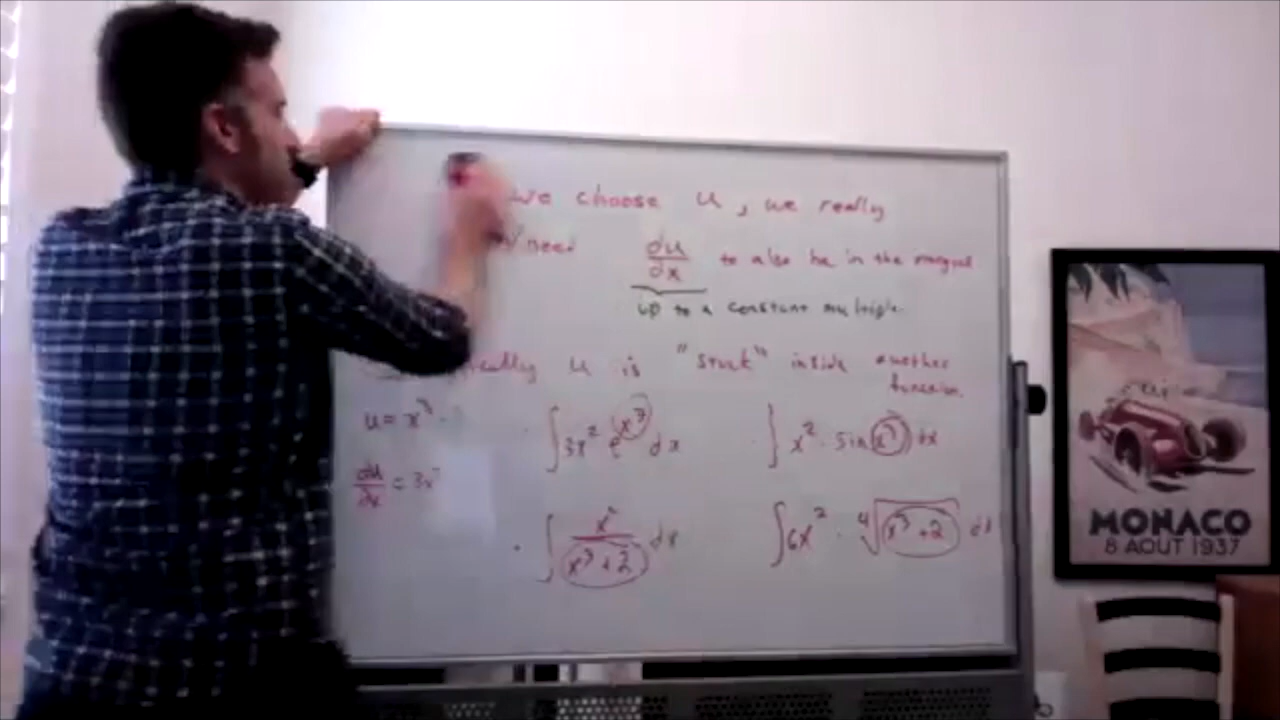 we choose u, we really
need du/dx to also be in the integral
up to a constant multiple.
u is "stuck" inside another
function.
u = x³
∫ 3x² e^(x³) dx
∫ x² · sin(x³) dx
du/dx = 3x²
∫ x²/(x³+2) dx
∫ 6x² · ∜(x³+2) dx
MONACO
8 AOUT 1937